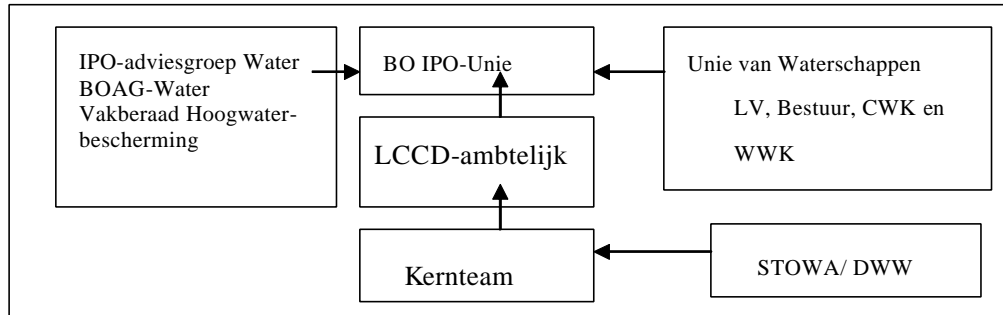 IPO-adviesgroep Water
BOAG-Water
Vakberaad Hoogwater-
bescherming
BO IPO-Unie
Unie van Waterschappen
LV, Bestuur, CWK en
WWK
LCCD-ambtelijk
Kernteam
STOWA/ DWW